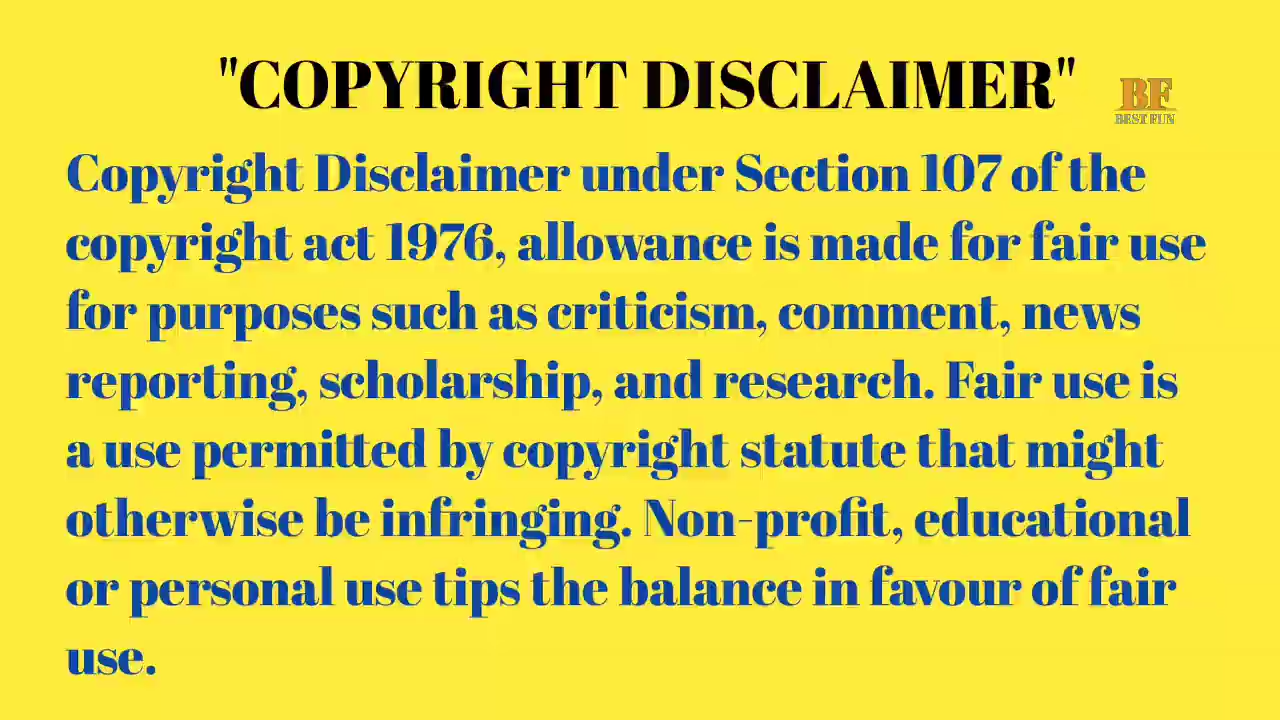 "COPYRIGHT DISCLAIMER"
BF
BEST FUN
Copyright Disclaimer under Section 107 of the
copyright act 1976, allowance is made for fair use
for purposes such as criticism, comment, news
reporting, scholarship, and research. Fair use is
a use permitted by copyright statute that might
otherwise be infringing. Non-profit, educational
or personal use tips the balance in favour of fair
use.